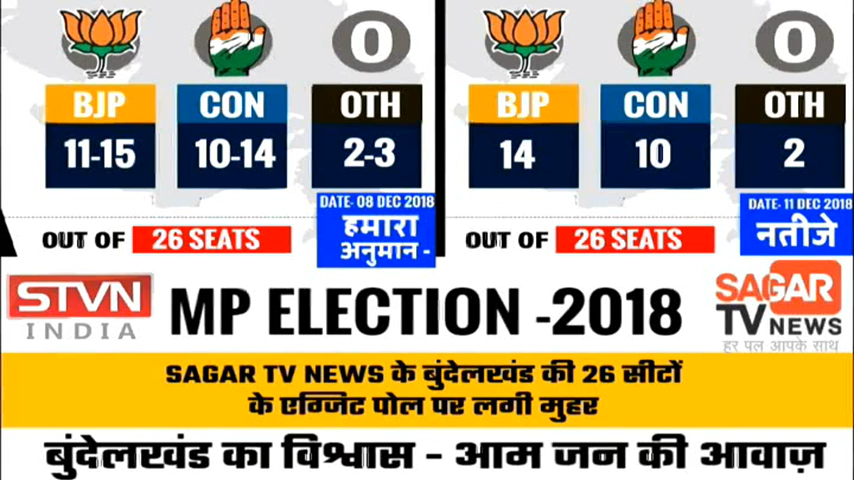 BJP CON OTH
11-15 10-14 2-3
DATE- 08 DEC 2018
हमारा
अनुमान -
OUT OF 26 SEATS
BJP CON OTH
14 10 2
DATE- 11 DEC 2018
नतीजे
OUT OF 26 SEATS
STVN
INDIA
MP ELECTION -2018
SAGAR
TV NEWS
हर पल आपके साथ
SAGAR TV NEWS के बुंदेलखंड की 26 सीटों
के एग्जिट पोल पर लगी मुहर
बुंदेलखंड का विश्वास - आम जन की आवाज़